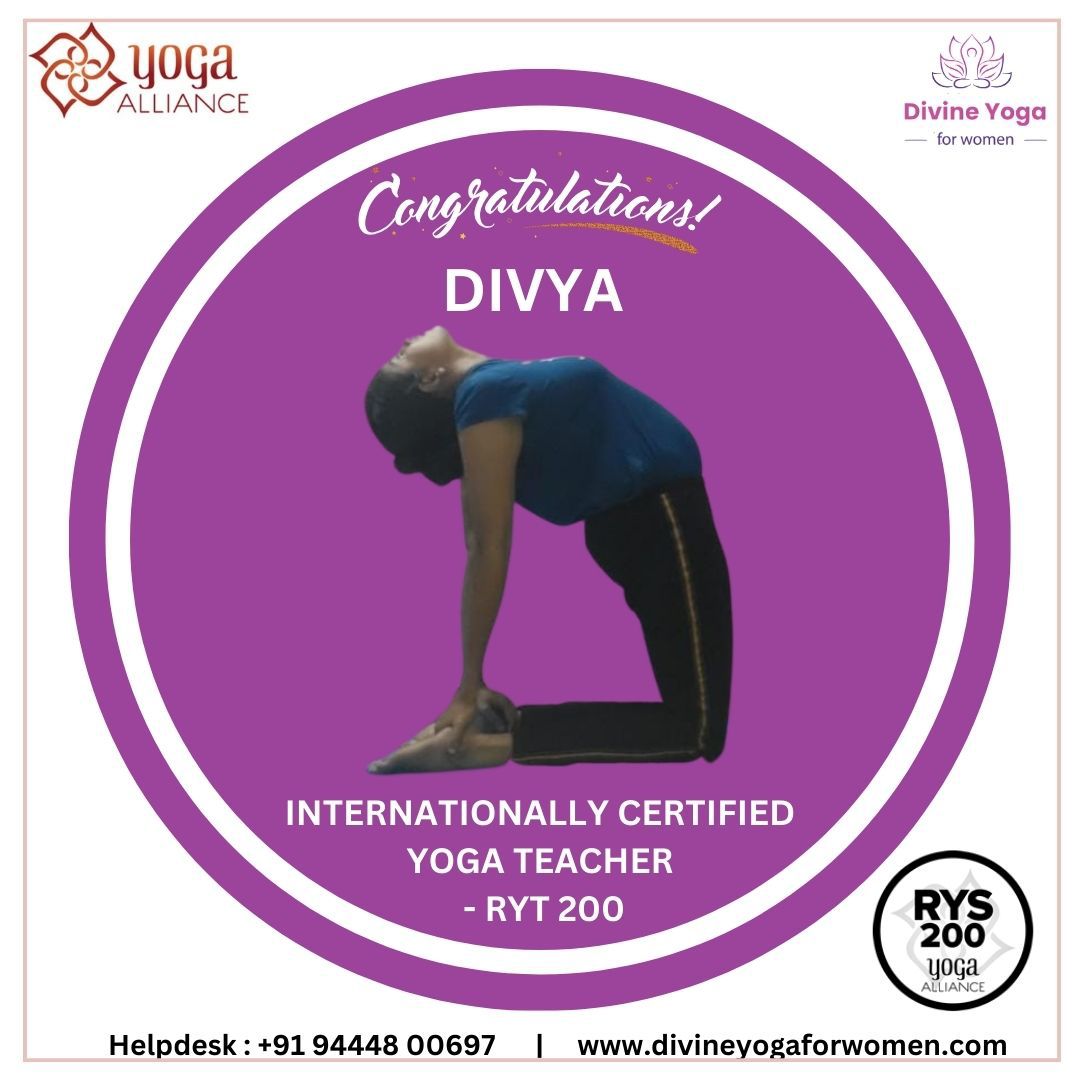 yoga
ALLIANCE
Divine Yoga
for women
Congratulations!
DIVYA
INTERNATIONALLY CERTIFIED
YOGA TEACHER
- RYT 200
RYS
200
yoga
ALLIANCE
Helpdesk : +91 94448 00697 | www.divineyogaforwomen.com